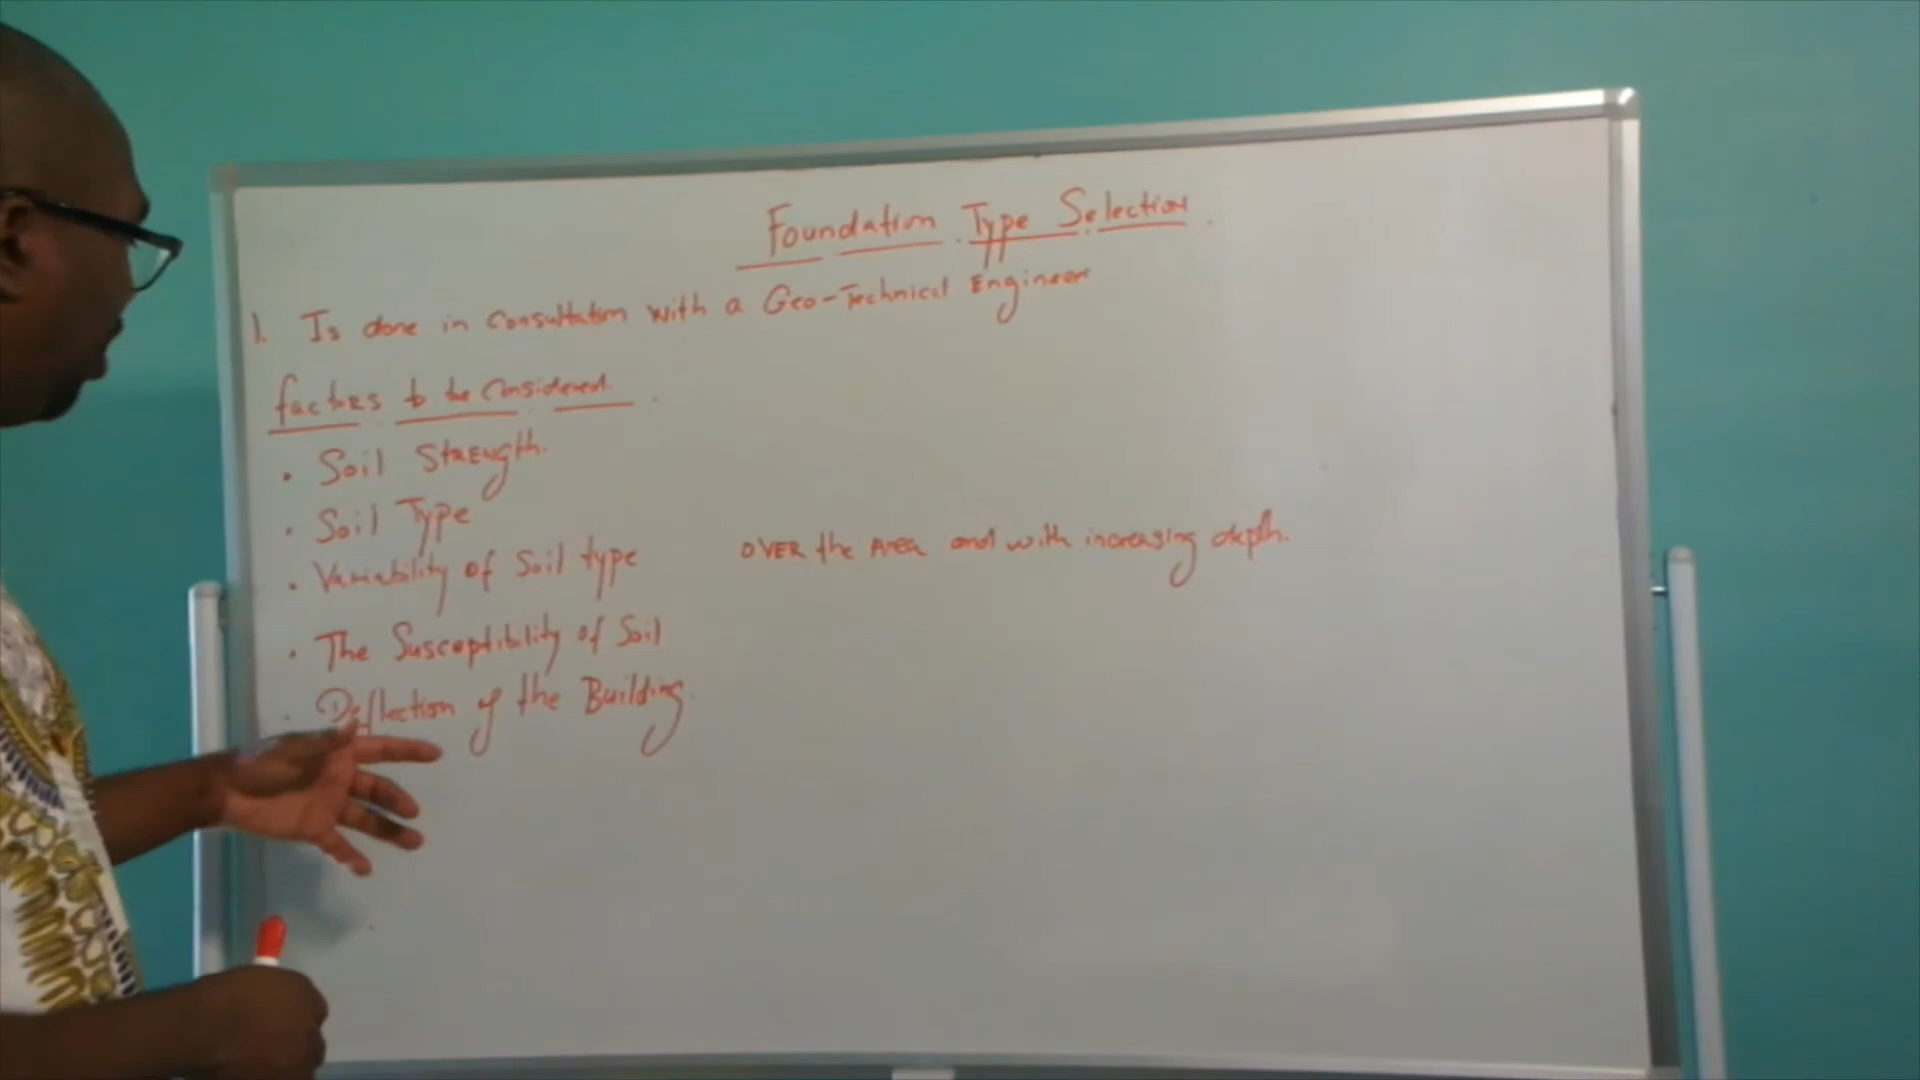 Foundation Type Selection
1. Is done in Consultation with a Geo-Technical Engineer
factors to be Considered
• Soil Strength.
• Soil Type
• Variability of Soil type over the Area and with increasing depth.
• The Susceptibility of Soil
• Deflection of the Building.